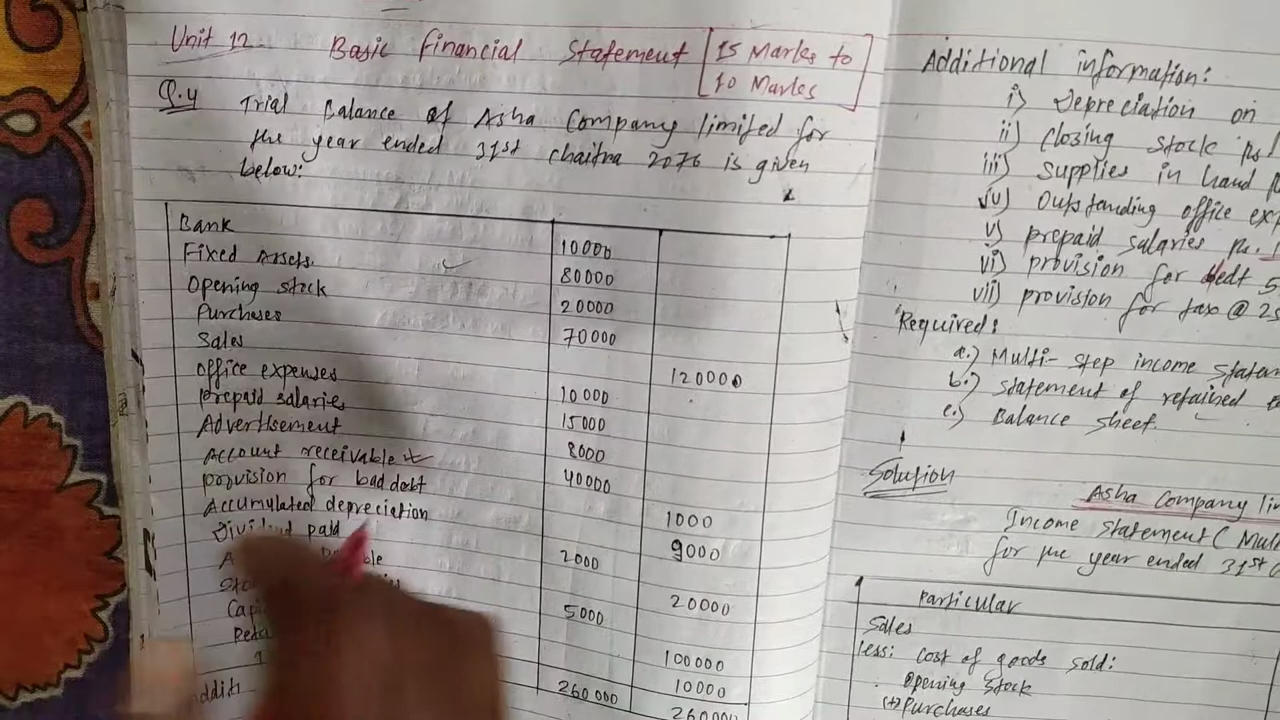 Unit 12. Basic Financial Statement [15 Marks to
10 Marks]
Q.4 Trial Balance of Asha Company limited for
the year ended 31st chaitra 2076 is given
below:
Bank 10000
Fixed Assets. 80000
Opening stock 20000
Purchases 70000
Sales 120000
Office expenses 10000
Prepaid salaries 15000
Advertisement 8000
Account receivable 40000
Provision for bad debt 1000
Accumulated depreciation 9000
Dividend paid 2000
20000
5000
100000
10000
260000 260000
Additional information:
i) Depreciation on
ii) Closing stock Rs
iii) Supplies in hand
iv) Outstanding office
v) prepaid salaries Rs.
vi) provision for debt 5
vii) provision for tax @
Required:
a.) Multi-step income
b.) statement of retained
c.) Balance sheet.
Solution
Asha Company
Income Statement (
for the year ended 31st
Particular
Sales
less: cost of goods sold:
Opening stock
(+) Purchases